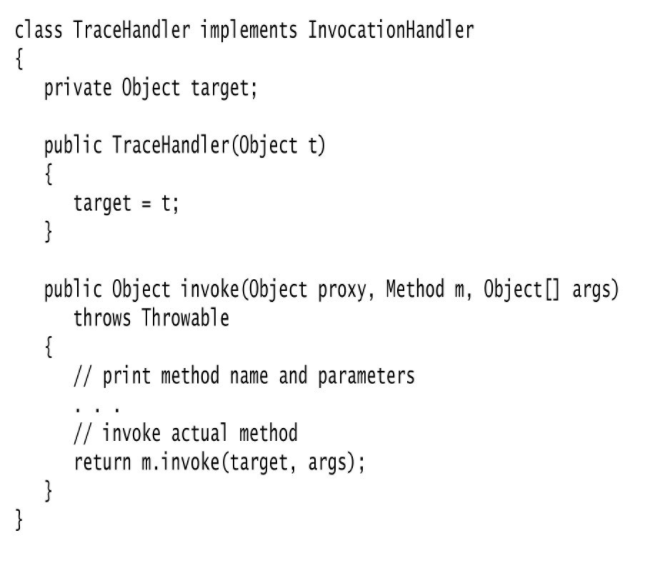 class TraceHandler implements InvocationHandler
{
   private Object target;

   public TraceHandler(Object t)
   {
      target = t;
   }

   public Object invoke(Object proxy, Method m, Object[] args)
      throws Throwable
   {
      // print method name and parameters
      . . .
      // invoke actual method
      return m.invoke(target, args);
   }
}